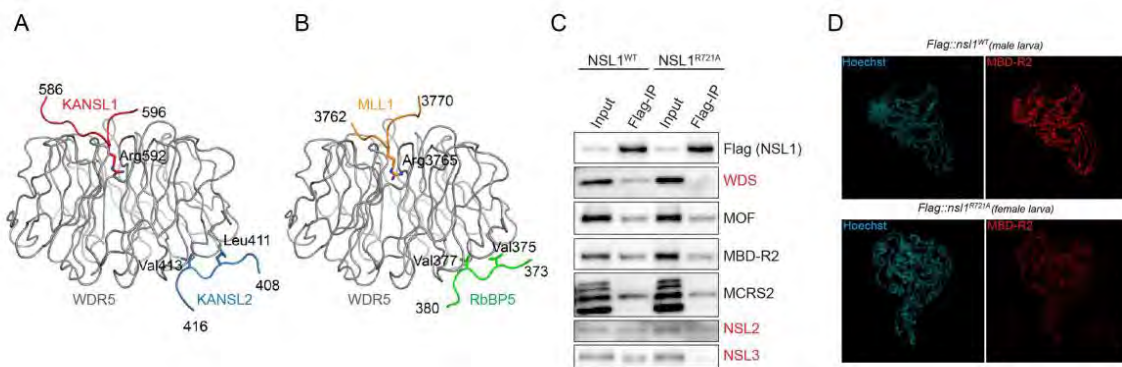 A
B
C
D
586
KANSL1
596
Arg592
Leu411
Val413
408
WDR5
KANSL2
416
MLL1
3770
3762
Arg3765
Val375
Val377
373
WDR5
380
RbBP5
NSL1WT NSL1R721A
Input
Flag-IP
Input
Flag-IP
Flag (NSL1)
WDS
MOF
MBD-R2
MCRS2
NSL2
NSL3
Flag::nsl1WT(male larva)
Hoechst
MBD-R2
Flag::nsl1R721A(female larva)
Hoechst
MBD-R2